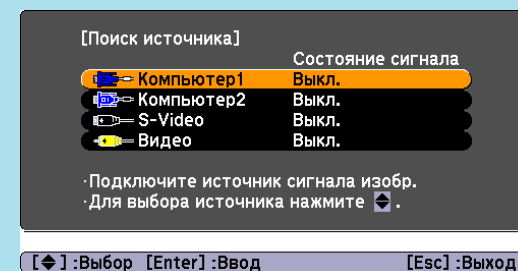 [Поиск источника]
Состояние сигнала
Компьютер1 Выкл.
Компьютер2 Выкл.
S-Video Выкл.
Видео Выкл.
·Подключите источник сигнала изобр.
·Для выбора источника нажмите .
[ ] :Выбор [Enter] :Ввод [Esc] :Выход